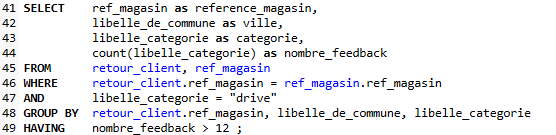 41 SELECT ref_magasin as reference_magasin,
42 libelle_de_commune as ville,
43 libelle_categorie as categorie,
44 count(libelle_categorie) as nombre_feedback
45 FROM retour_client, ref_magasin
46 WHERE retour_client.ref_magasin = ref_magasin.ref_magasin
47 AND libelle_categorie = "drive"
48 GROUP BY retour_client.ref_magasin, libelle_de_commune, libelle_categorie
49 HAVING nombre_feedback > 12 ;